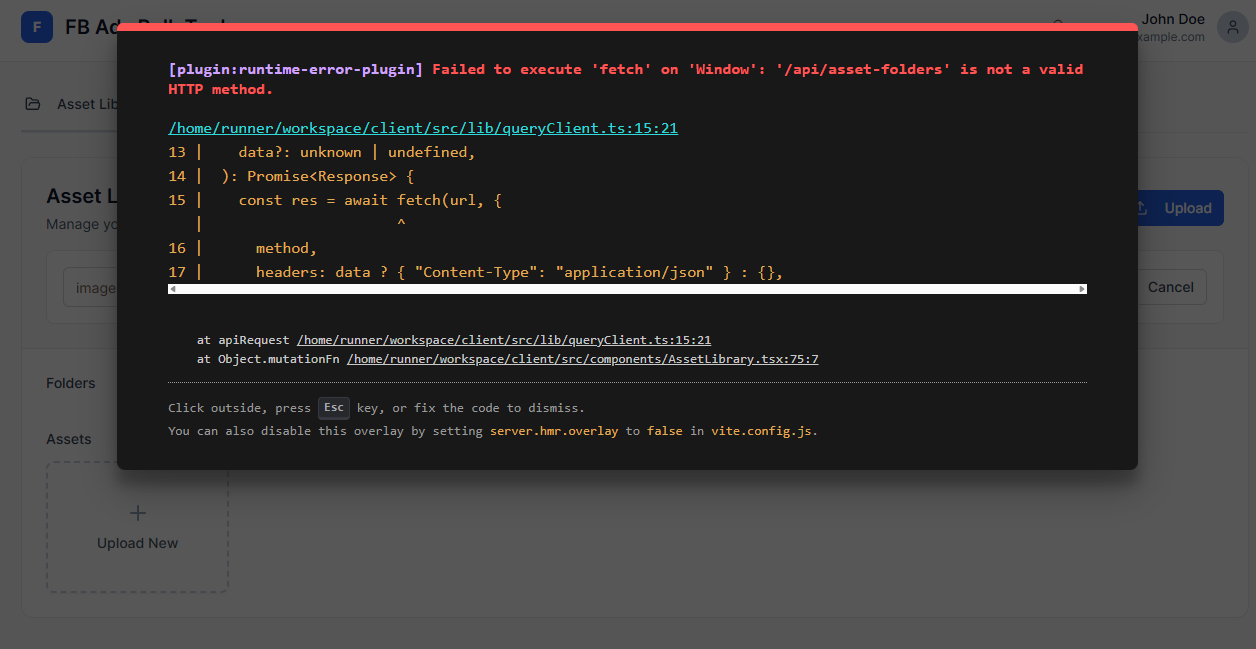 F
FB Ad
John Doe
xample.com
[plugin:runtime-error-plugin] Failed to execute 'fetch' on 'Window': '/api/asset-folders' is not a valid
HTTP method.
Asset Lib
/home/runner/workspace/client/src/lib/queryClient.ts:15:21
13 |    data?: unknown | undefined,
14 |  ): Promise<Response> {
15 |    const res = await fetch(url, {
   |                      ^
16 |      method,
17 |      headers: data ? { "Content-Type": "application/json" } : {},
Asset L
Manage yo
Upload
image
Cancel
at apiRequest /home/runner/workspace/client/src/lib/queryClient.ts:15:21
at Object.mutationFn /home/runner/workspace/client/src/components/AssetLibrary.tsx:75:7
Folders
Click outside, press Esc key, or fix the code to dismiss.
You can also disable this overlay by setting server.hmr.overlay to false in vite.config.js.
Assets
Upload New